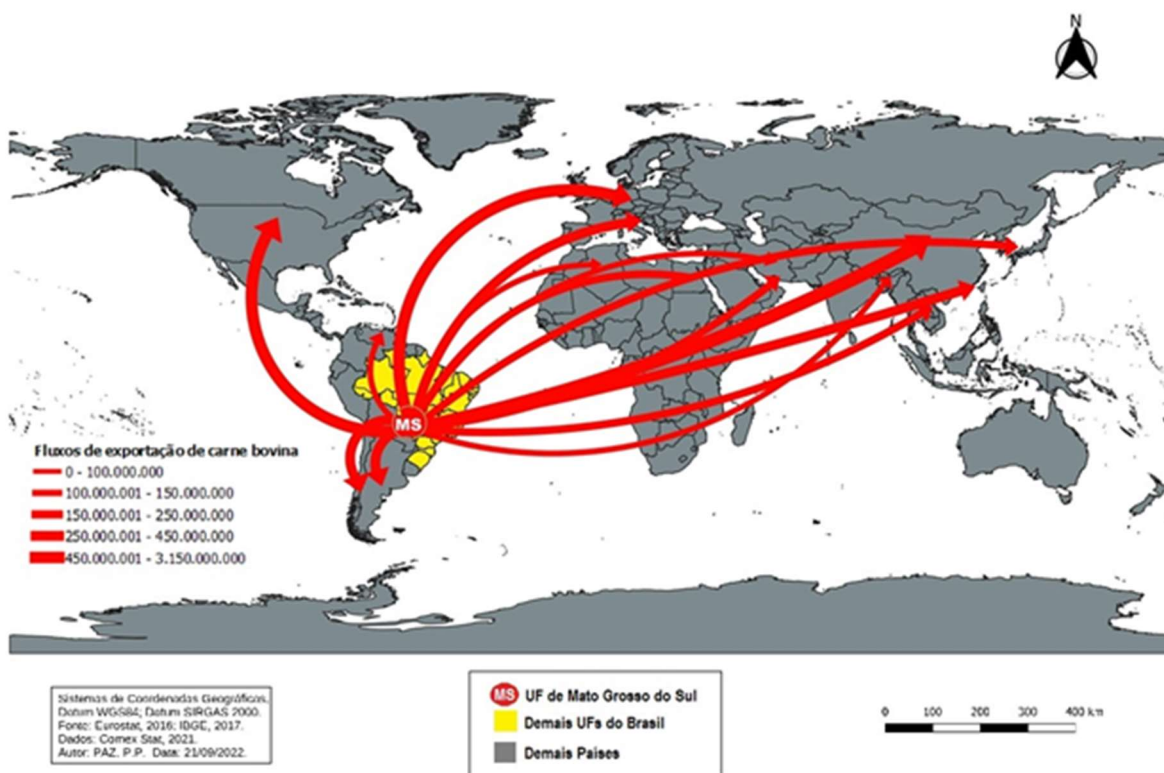 N
MS
Fluxos de exportação de carne bovina
0 - 100.000.000
100.000.001 - 150.000.000
150.000.001 - 250.000.000
250.000.001 - 450.000.000
450.000.001 - 3.150.000.000
Sistemas de Coordenadas Geográficas,
Datum WGS84; Datum SIRGAS 2000.
Fonte: Eurostat, 2016; IBGE, 2017.
Dados: Comex Stat, 2021.
Autor: PAZ, P.P. Data: 21/09/2022.
MS UF de Mato Grosso do Sul
Demais UFs do Brasil
Demais Países
0 100 200 300 400 km